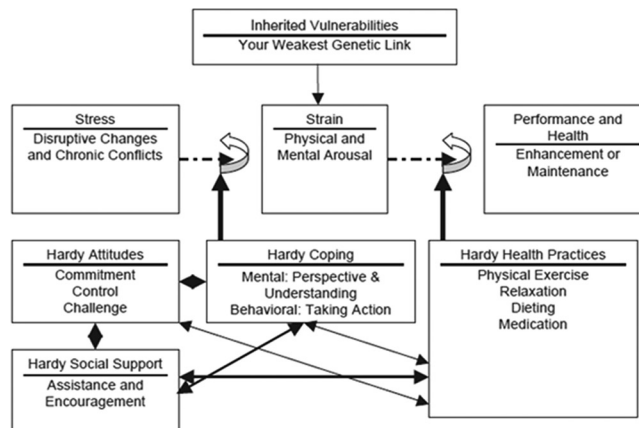 Inherited Vulnerabilities
Your Weakest Genetic Link
Stress
Disruptive Changes
and Chronic Conflicts
Strain
Physical and
Mental Arousal
Performance and
Health
Enhancement or
Maintenance
Hardy Attitudes
Commitment
Control
Challenge
Hardy Coping
Mental: Perspective &
Understanding
Behavioral: Taking Action
Hardy Health Practices
Physical Exercise
Relaxation
Dieting
Medication
Hardy Social Support
Assistance and
Encouragement